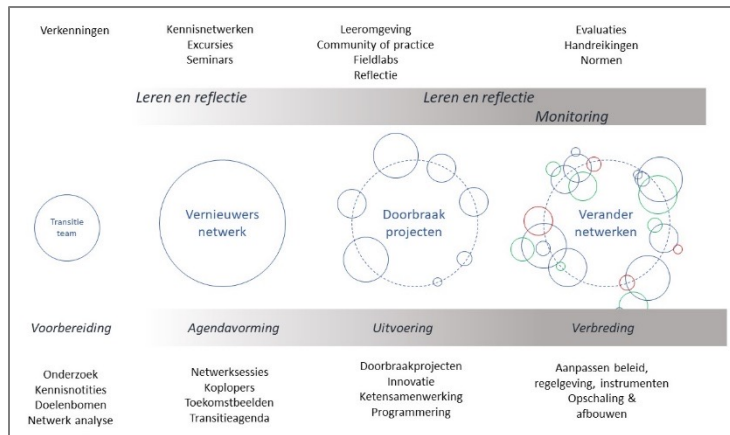 Verkenningen
Kennisnetwerken
Excursies
Seminars
Leeromgeving
Community of practice
Fieldlabs
Reflectie
Evaluaties
Handreikingen
Normen
Leren en reflectie
Leren en reflectie
Monitoring
Transitie
team
Vernieuwers
netwerk
Doorbraak
projecten
Verander
netwerken
Voorbereiding
Agendavorming
Uitvoering
Verbreding
Onderzoek
Kennisnotities
Doelenbomen
Netwerk analyse
Netwerksessies
Koplopers
Toekomstbeelden
Transitieagenda
Doorbraakprojecten
Innovatie
Ketensamenwerking
Programmering
Aanpassen beleid,
regelgeving, instrumenten
Opschaling &
afbouwen